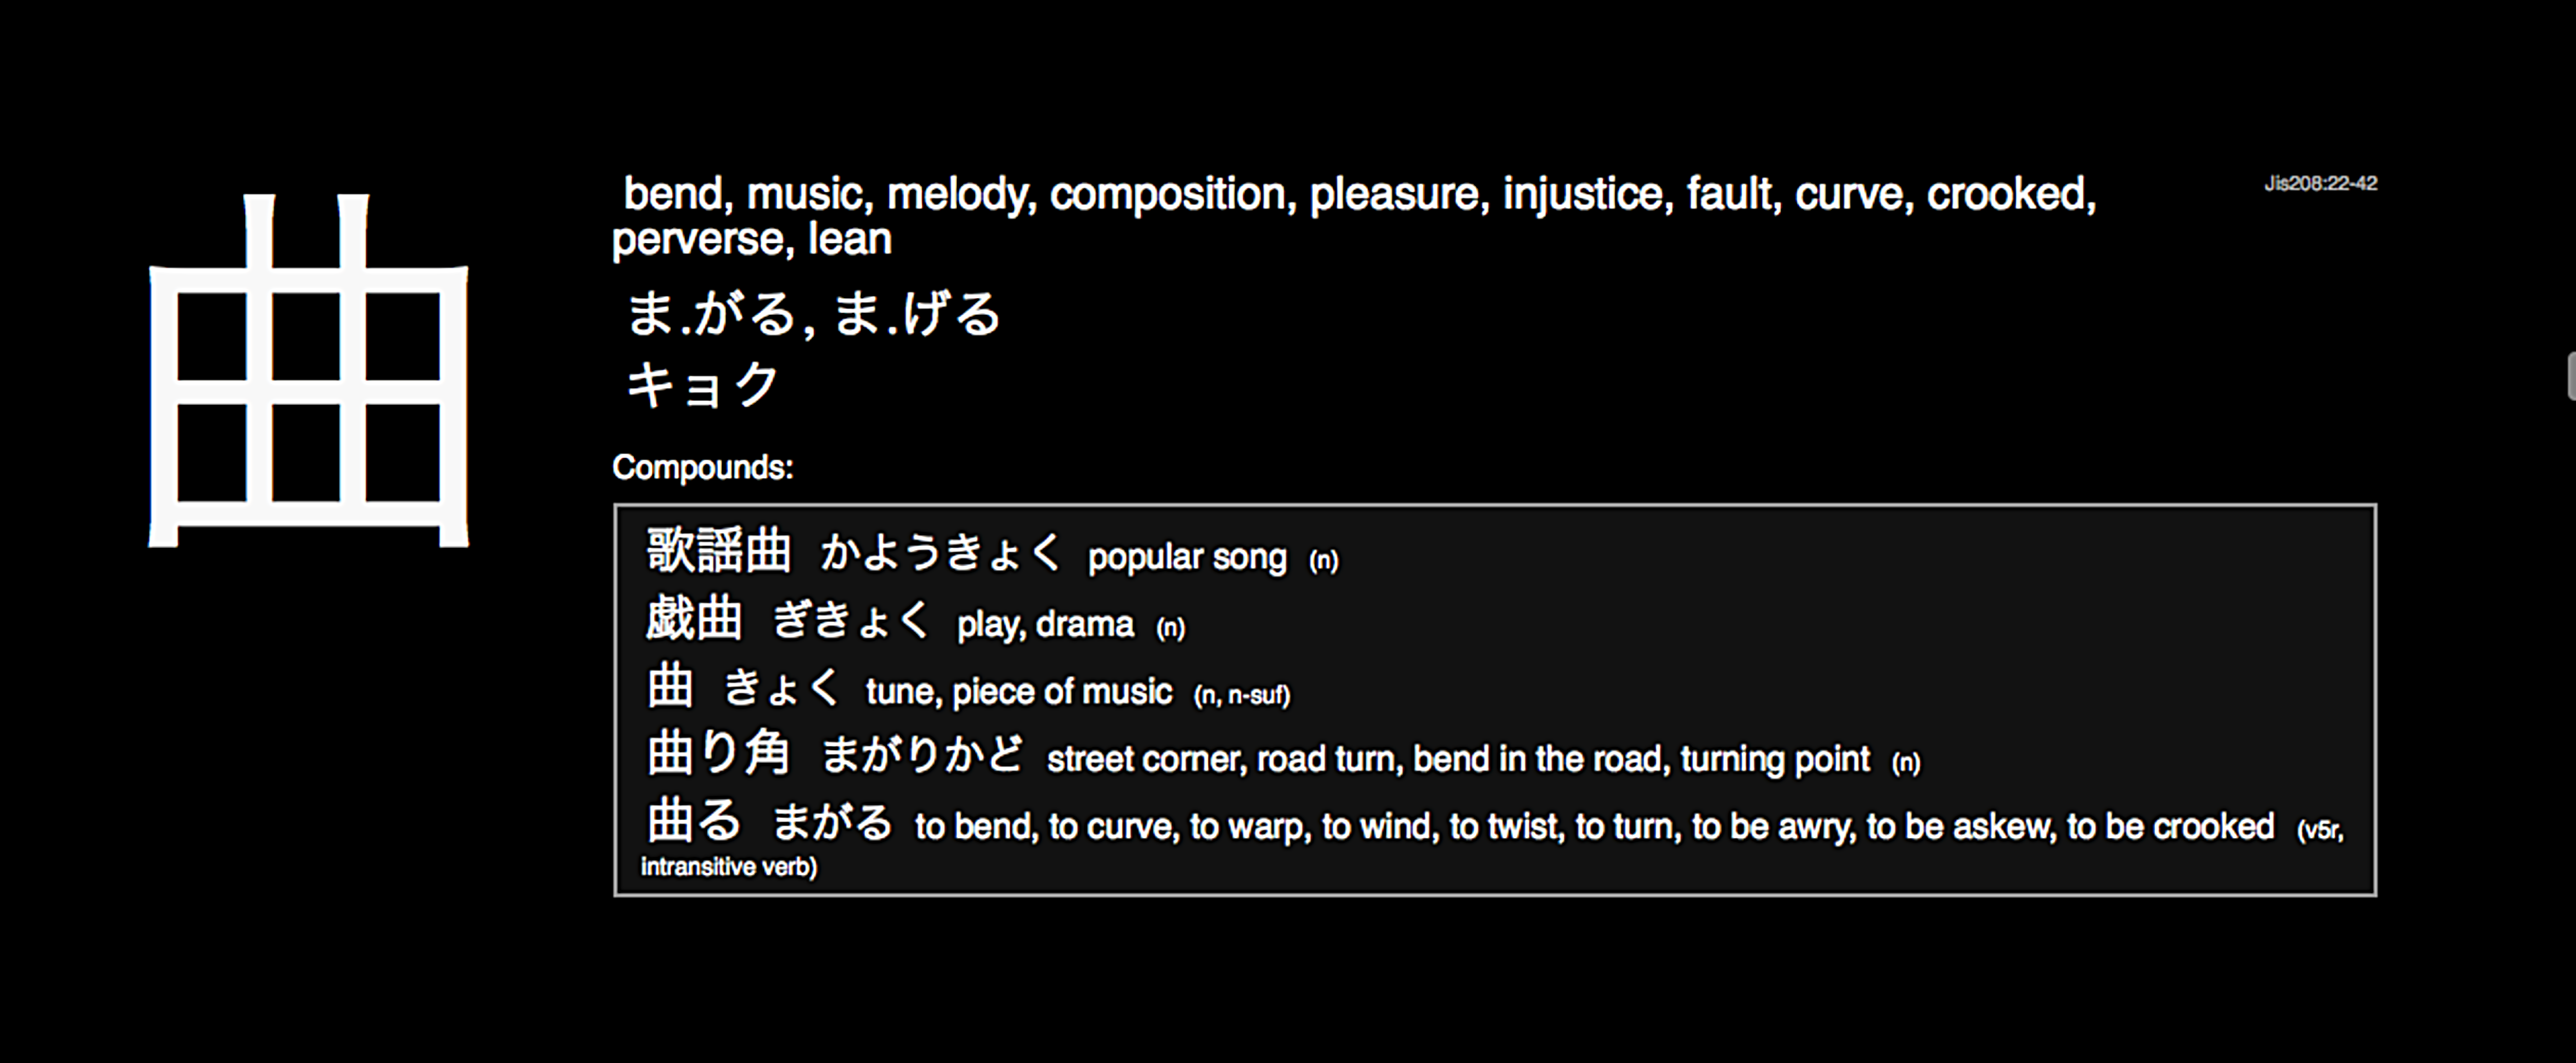 曲
bend, music, melody, composition, pleasure, injustice, fault, curve, crooked,
perverse, lean
Jis208:22-42
ま.がる, ま.げる
キョク
Compounds:
歌謡曲 かようきょく popular song (n)
戯曲 ぎきょく play, drama (n)
曲 きょく tune, piece of music (n, n-suf)
曲り角 まがりかど street corner, road turn, bend in the road, turning point (n)
曲る まがる to bend, to curve, to warp, to wind, to twist, to turn, to be awry, to be askew, to be crooked (v5r,
intransitive verb)